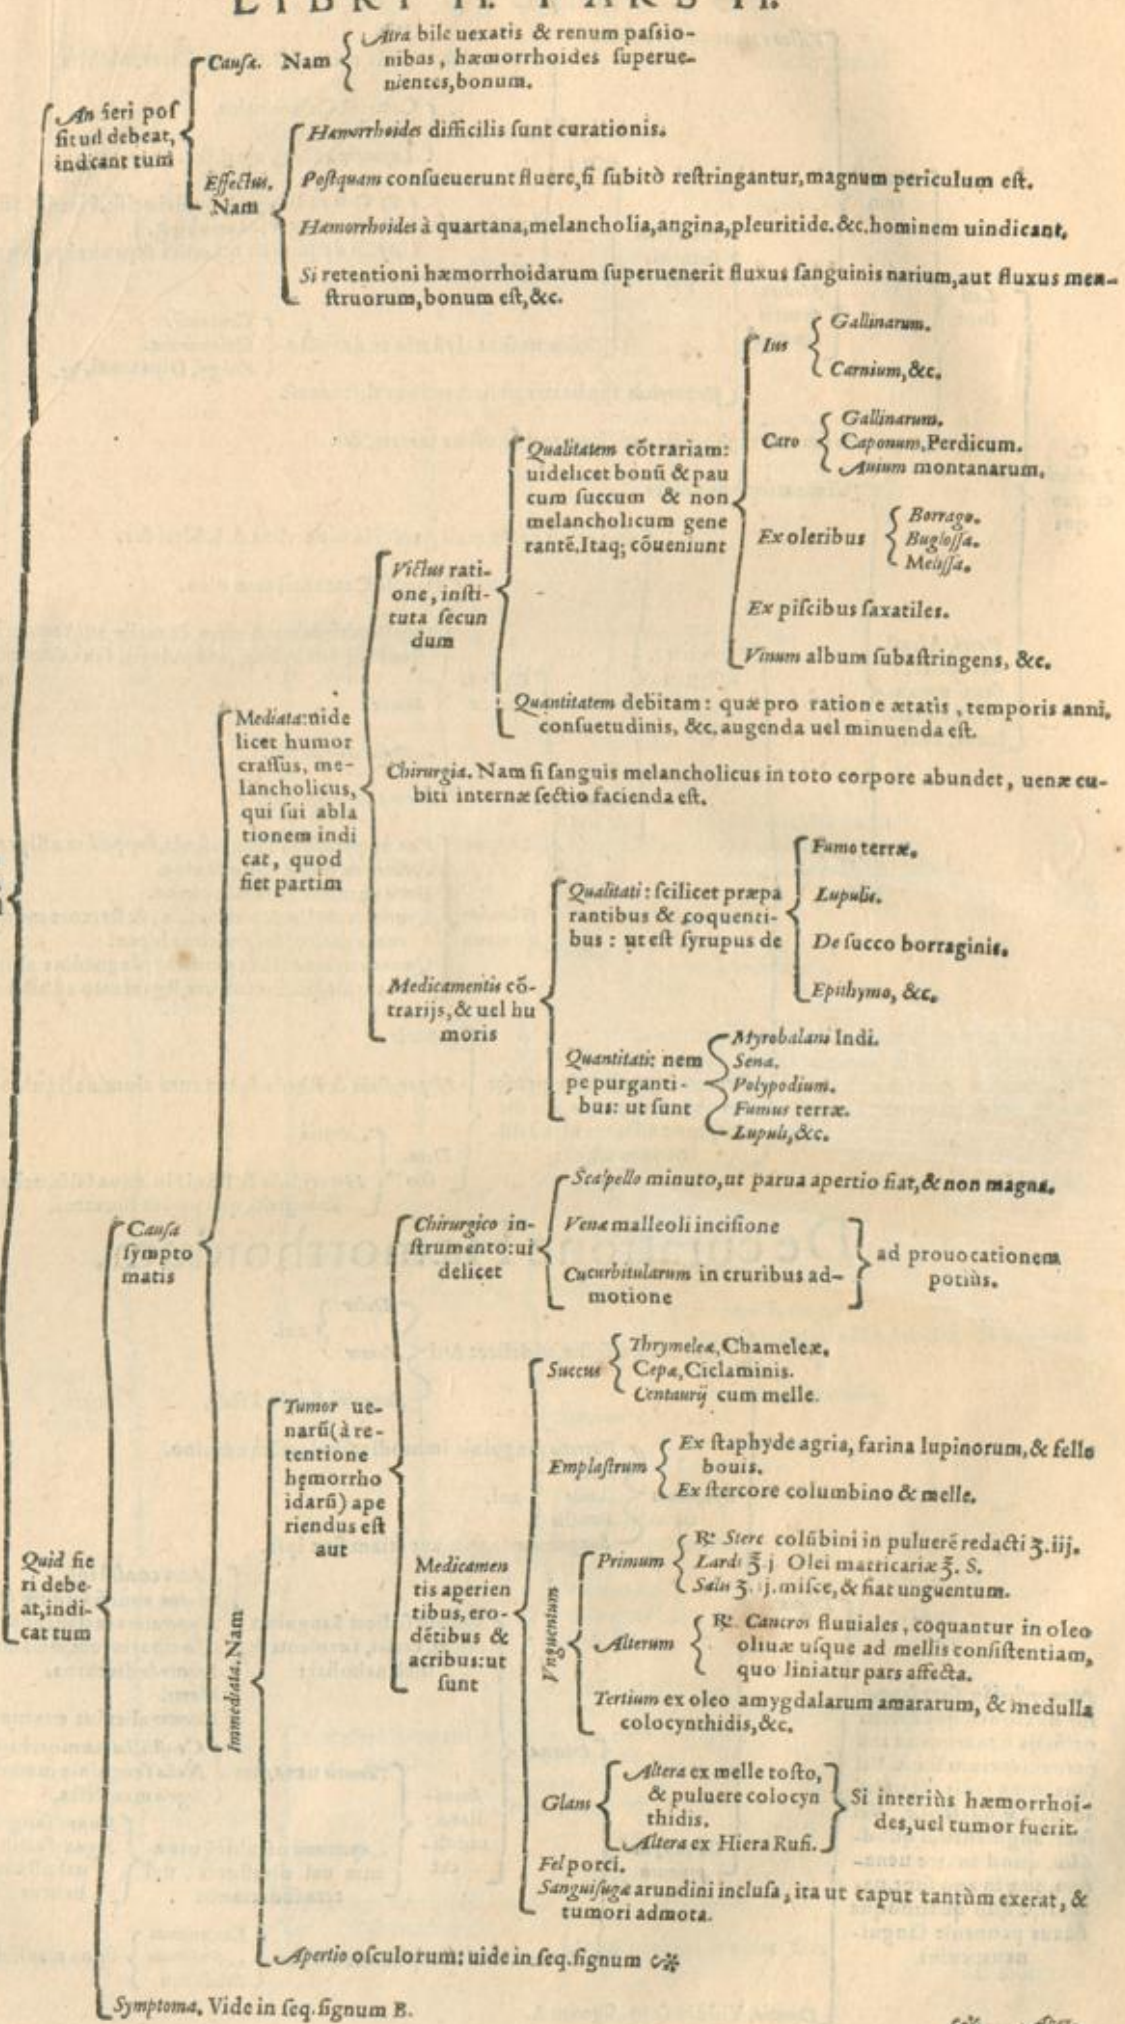 LIBRI II. PARS II.
An fieri pos
sit uel debeat,
indicant tum
Causæ. Nam
Atra bile uexatis & renum passio-
nibus, hæmorrhoides superue-
nientes, bonum.
Effectus.
Nam
Hæmorrhoides difficilis sunt curationis.
Postquam consueuerunt fluere, si subitò restringantur, magnum periculum est.
Hæmorrhoides à quartana, melancholia, angina, pleuritide. &c. hominem uindicant.
Si retentioni hæmorrhoidarum superuenerit fluxus sanguinis narium, aut fluxus men-
struorum, bonum est, &c.
Quid fie
ri debe-
at, indi-
cat tum
Causa
sympto
matis
Mediata: uide
licet humor
crassus, me-
lancholicus,
qui sui abla
tionem indi
cat, quod
fiet partim
Victus rati-
one, insti-
tuta secun
dum
Qualitatem cõtrariam:
uidelicet bonũ & pau
cum succum & non
melancholicum gene
rantẽ. Itaq; cõueniunt
Ius
Gallinarum.
Carnium, &c.
Caro
Gallinarum.
Caponum, Perdicum.
Auium montanarum.
Ex oleribus
Borrago.
Buglossa.
Melissa.
Ex piscibus saxatiles.
Vinum album subastringens, &c.
Quantitatem debitam: quæ pro ratione ætatis, temporis anni,
consuetudinis, &c. augenda uel minuenda est.
Chirurgia. Nam si sanguis melancholicus in toto corpore abundet, uenæ cu-
biti internæ sectio facienda est.
Medicamentis cõ-
trarijs, & uel hu
moris
Qualitati: scilicet præpa
rantibus & coquenti-
bus: ut est syrupus de
Fumo terræ.
Lupulis.
De succo borraginis.
Epithymo, &c.
Quantitati: nem
pe purganti-
bus: ut sunt
Myrobalani Indi.
Sena.
Polypodium.
Fumus terræ.
Lupuli, &c.
Immediata. Nam
Tumor ue-
narũ (à re-
tentione
hęmorrho
idarũ) ape
riendus est
aut
Chirurgico in-
strumento: ui
delicet
Scalpello minuto, ut parua apertio fiat, & non magna.
Venæ malleoli incisione
Cucurbitularum in cruribus ad-
motione
ad prouocationem
potiùs.
Medicamen
tis aperien
tibus, ero-
dẽtibus &
acribus: ut
sunt
Succus
Thrymeleæ, Chameleæ.
Cepæ, Ciclaminis.
Centaurij cum melle.
Emplastrum
Ex staphyde agria, farina lupinorum, & felle
bouis.
Ex stercore columbino & melle.
Vnguentum
Primum
℞ Sterc colũbini in puluerẽ redacti ʒ. iij.
Lardi ℥. j Olei matricariæ ℥. S.
Salis ʒ. j. misce, & fiat unguentum.
Alterum
℞. Cancros fluuiales, coquantur in oleo
oliuæ usque ad mellis consistentiam,
quo liniatur pars affecta.
Tertium ex oleo amygdalarum amararum, & medulla
colocynthidis, &c.
Glans
Altera ex melle tosto,
& puluere colocyn
thidis.
Altera ex Hiera Rufi.
Si interiùs hæmorrhoi-
des, uel tumor fuerit.
Fel porci.
Sanguisuga arundini inclusa, ita ut caput tantùm exerat, &
tumori admota.
Apertio osculorum: uide in seq. signum
Symptoma. Vide in seq. signum B.